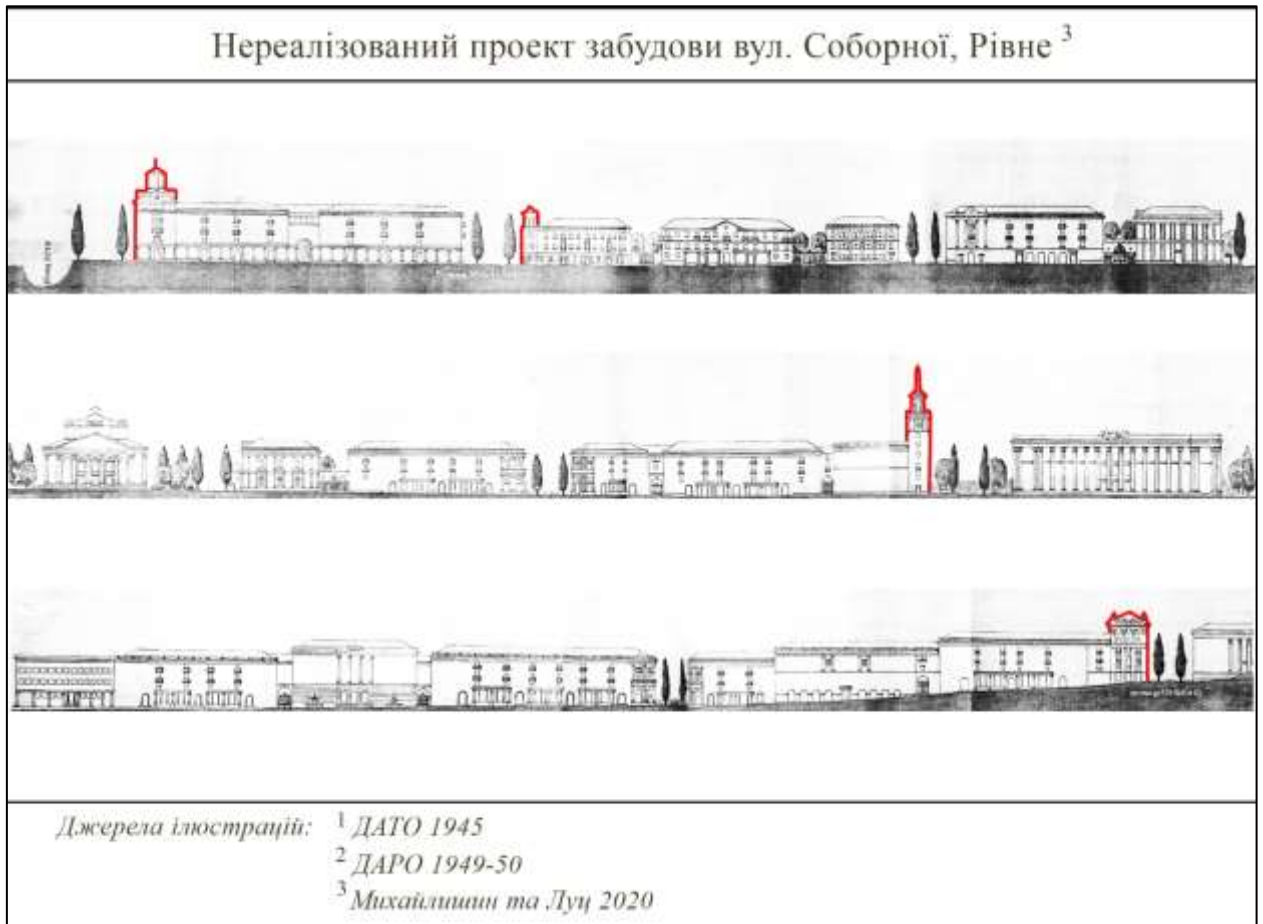 Нереалізований проект забудови вул. Соборної, Рівне ³
Джерела ілюстрацій: ¹ ДАТО 1945
² ДАРО 1949-50
³ Михайлишин та Луц 2020